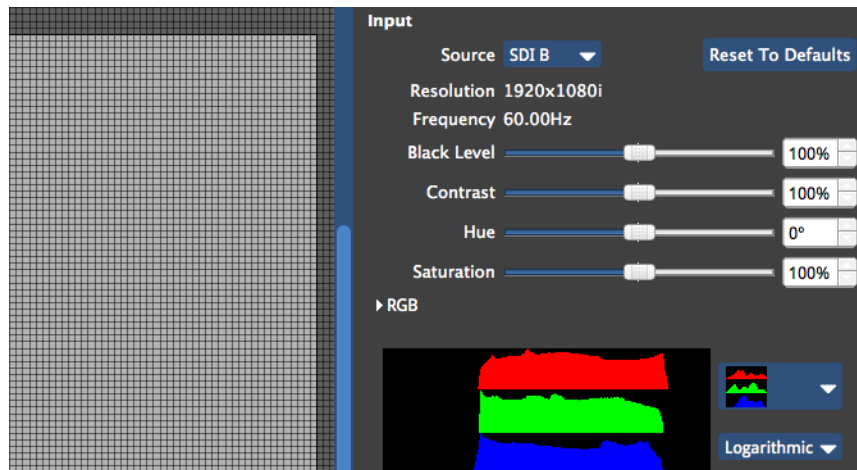 Input
Source SDI B Reset To Defaults
Resolution 1920x1080i
Frequency 60.00Hz
Black Level 100%
Contrast 100%
Hue 0°
Saturation 100%
RGB
Logarithmic